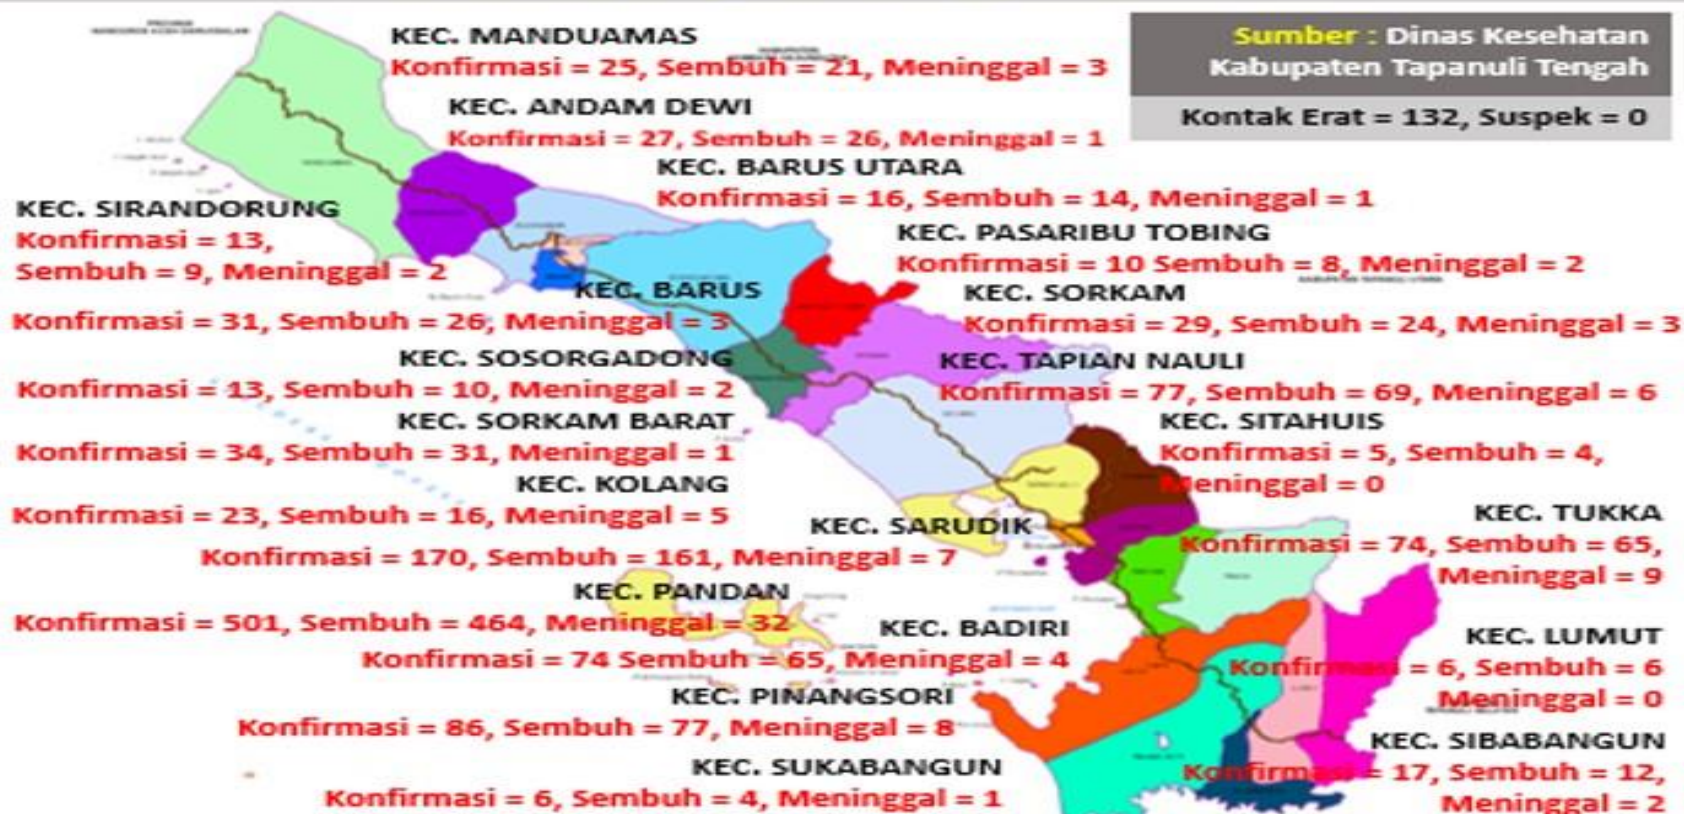 KEC. MANDUAMAS
Konfirmasi = 25, Sembuh = 21, Meninggal = 3
Sumber : Dinas Kesehatan
Kabupaten Tapanuli Tengah
Kontak Erat = 132, Suspek = 0
KEC. ANDAM DEWI
Konfirmasi = 27, Sembuh = 26, Meninggal = 1
KEC. BARUS UTARA
Konfirmasi = 16, Sembuh = 14, Meninggal = 1
KEC. SIRANDORUNG
Konfirmasi = 13,
Sembuh = 9, Meninggal = 2
KEC. PASARIBU TOBING
Konfirmasi = 10 Sembuh = 8, Meninggal = 2
KEC. BARUS
Konfirmasi = 31, Sembuh = 26, Meninggal = 3
KEC. SORKAM
Konfirmasi = 29, Sembuh = 24, Meninggal = 3
KEC. SOSORGADONG
Konfirmasi = 13, Sembuh = 10, Meninggal = 2
KEC. TAPIAN NAULI
Konfirmasi = 77, Sembuh = 69, Meninggal = 6
KEC. SORKAM BARAT
Konfirmasi = 34, Sembuh = 31, Meninggal = 1
KEC. SITAHUIS
Konfirmasi = 5, Sembuh = 4,
Meninggal = 0
KEC. KOLANG
Konfirmasi = 23, Sembuh = 16, Meninggal = 5
KEC. SARUDIK
Konfirmasi = 170, Sembuh = 161, Meninggal = 7
KEC. TUKKA
Konfirmasi = 74, Sembuh = 65,
Meninggal = 9
KEC. PANDAN
Konfirmasi = 501, Sembuh = 464, Meninggal = 32
KEC. BADIRI
Konfirmasi = 74 Sembuh = 65, Meninggal = 4
KEC. LUMUT
Konfirmasi = 6, Sembuh = 6
Meninggal = 0
KEC. PINANGSORI
Konfirmasi = 86, Sembuh = 77, Meninggal = 8
KEC. SIBABANGUN
Konfirmasi = 17, Sembuh = 12,
Meninggal = 2
KEC. SUKABANGUN
Konfirmasi = 6, Sembuh = 4, Meninggal = 1